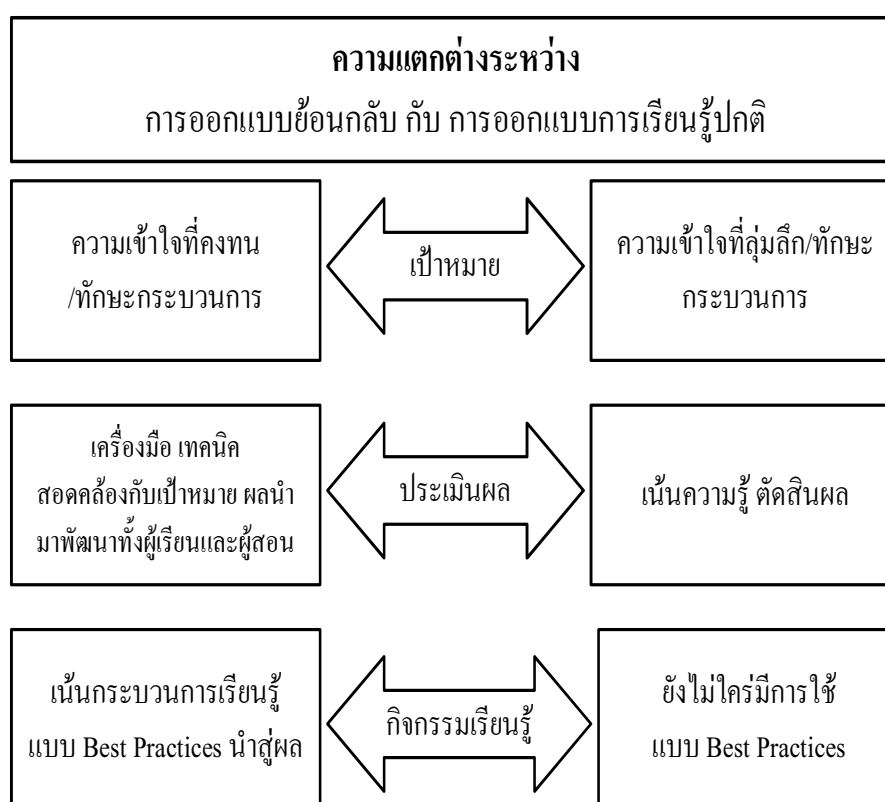 ความแตกต่างระหว่าง
การออกแบบย้อนกลับ กับ การออกแบบการเรียนรู้ปกติ
ความเข้าใจที่คงทน
/ทักษะกระบวนการ
เป้าหมาย
ความเข้าใจที่ลุ่มลึก/ทักษะ
กระบวนการ
เครื่องมือ เทคนิค
สอดคล้องกับเป้าหมาย ผลนำ
มาพัฒนาทั้งผู้เรียนและผู้สอน
ประเมินผล
เน้นความรู้ ตัดสินผล
เน้นกระบวนการเรียนรู้
แบบ Best Practices นำสู่ผล
กิจกรรมเรียนรู้
ยังไม่ใคร่มีการใช้
แบบ Best Practices